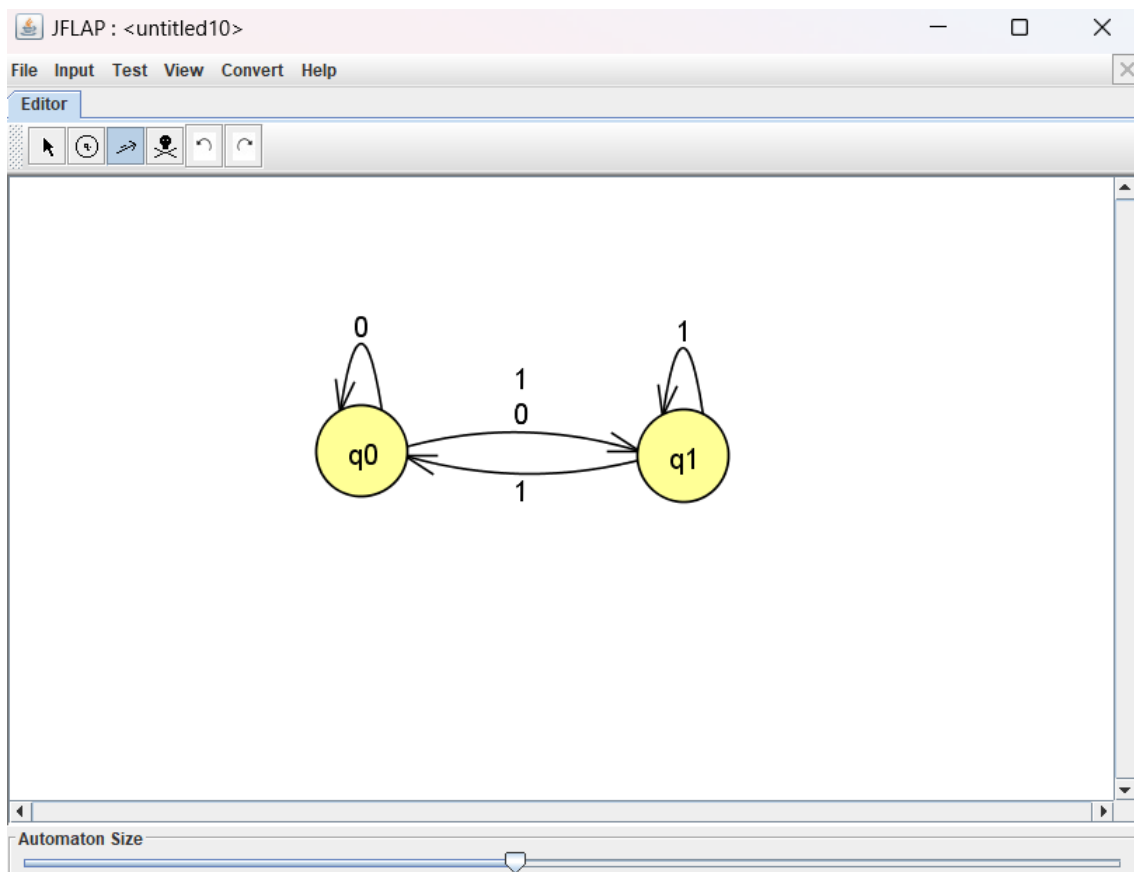 JFLAP : <untitled10>
File Input Test View Convert Help
Editor
0
1
1
0
q0
q1
1
Automaton Size